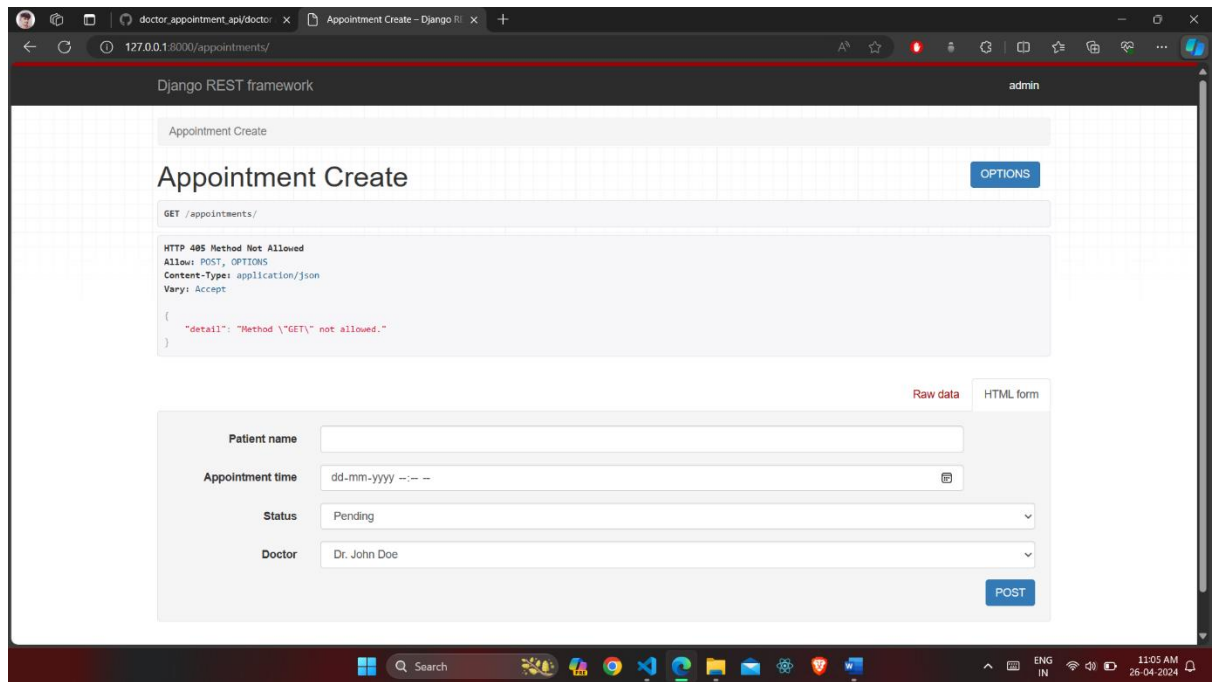 doctor_appointment_api/doctor
Appointment Create – Django RE
127.0.0.1:8000/appointments/
Django REST framework
admin
Appointment Create
Appointment Create
OPTIONS
GET /appointments/
HTTP 405 Method Not Allowed
Allow: POST, OPTIONS
Content-Type: application/json
Vary: Accept
{
"detail": "Method \"GET\" not allowed."
}
Raw data
HTML form
Patient name
Appointment time
dd-mm-yyyy --:-- --
Status
Pending
Doctor
Dr. John Doe
POST
Search
ENG
IN
11:05 AM
26-04-2024